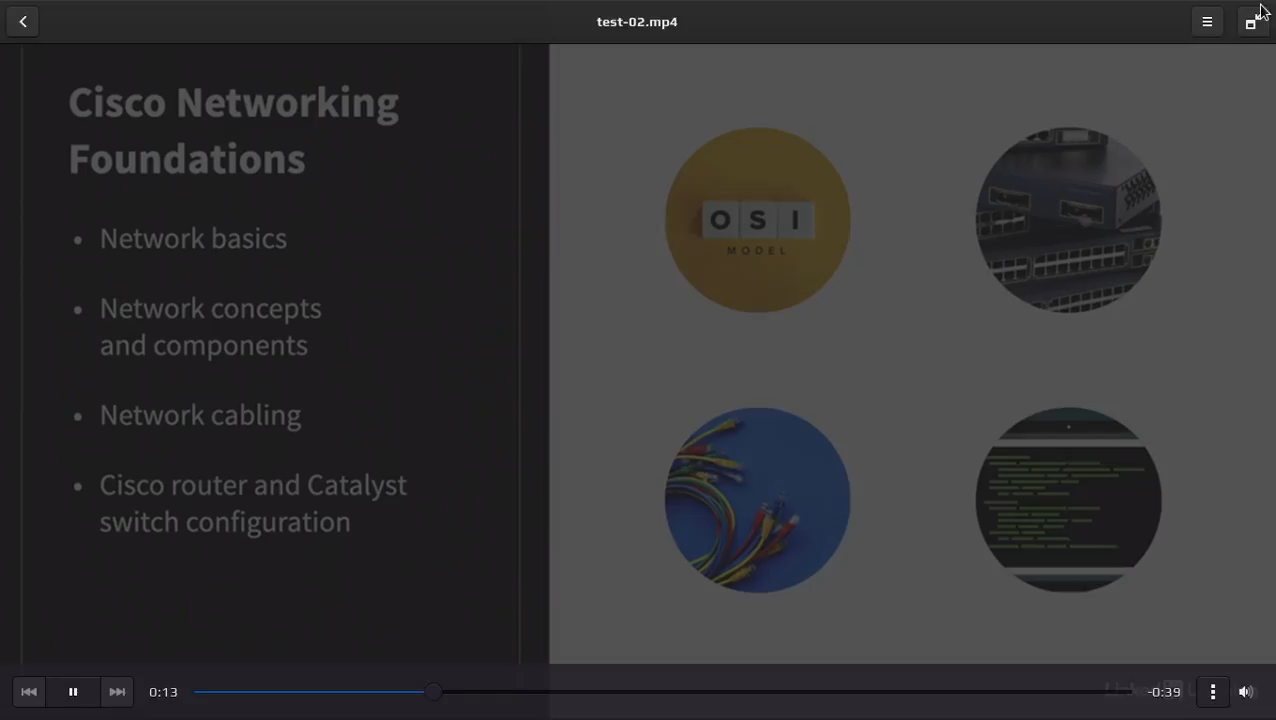 test-02.mp4
Cisco Networking
Foundations
• Network basics
• Network concepts
and components
• Network cabling
• Cisco router and Catalyst
switch configuration
OSI
MODEL
0:13
-0:39